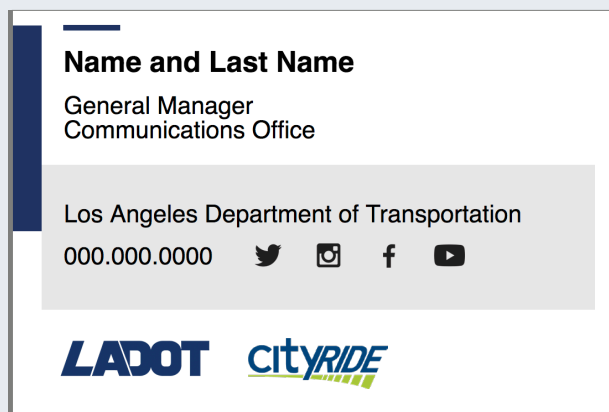 Name and Last Name
General Manager
Communications Office
Los Angeles Department of Transportation
000.000.0000
LADOT cityRIDE